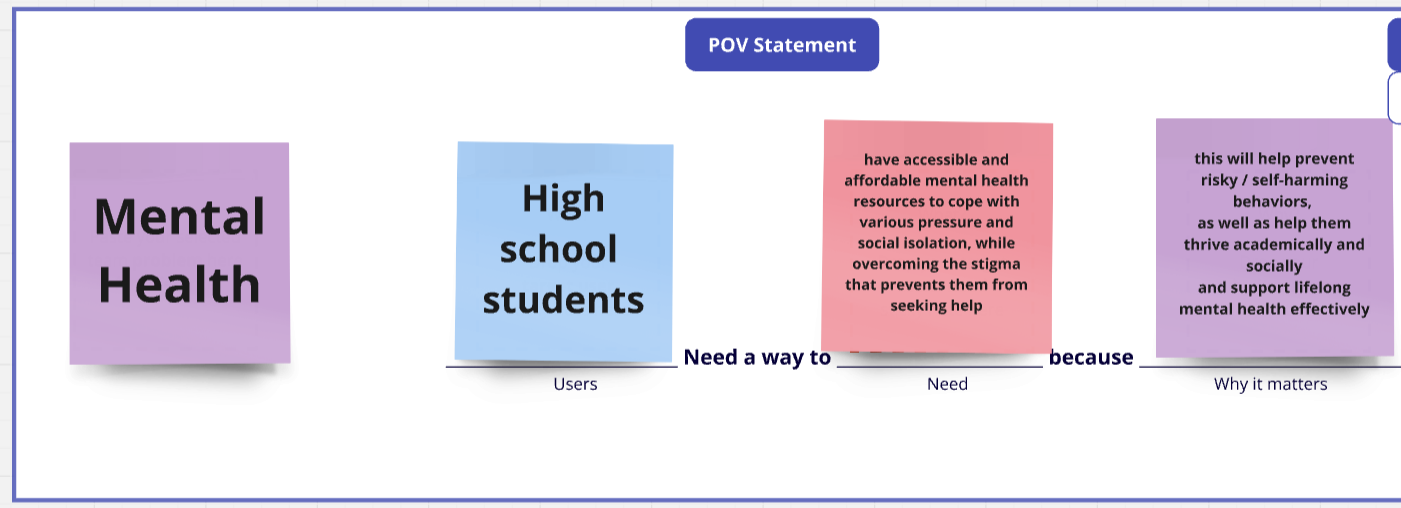 POV Statement
Mental
Health
High
school
students
Users
Need a way to
have accessible and
affordable mental health
resources to cope with
various pressure and
social isolation, while
overcoming the stigma
that prevents them from
seeking help
Need
because
this will help prevent
risky / self-harming
behaviors,
as well as help them
thrive academically and
socially
and support lifelong
mental health effectively
Why it matters